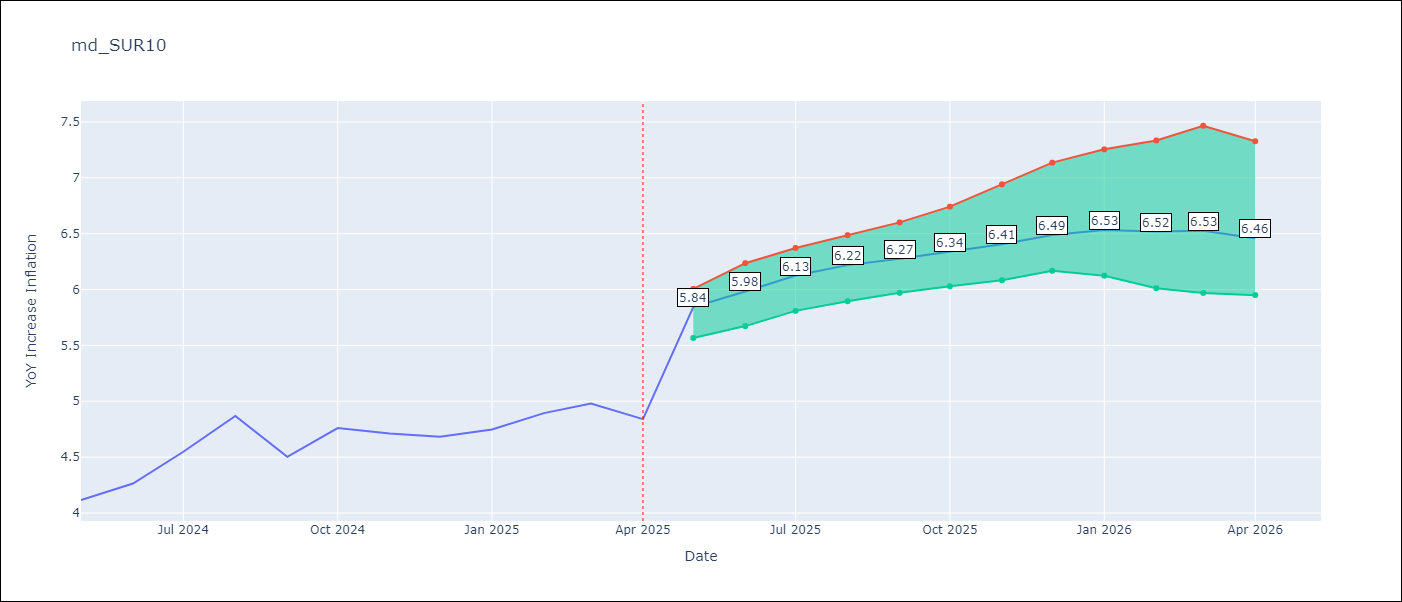 md_SUR10
YoY Increase Inflation
7.5
7
6.5
6
5.5
5
4.5
4
5.84
5.98
6.13
6.22
6.27
6.34
6.41
6.49
6.53
6.52
6.53
6.46
Jul 2024
Oct 2024
Jan 2025
Apr 2025
Jul 2025
Oct 2025
Jan 2026
Apr 2026
Date